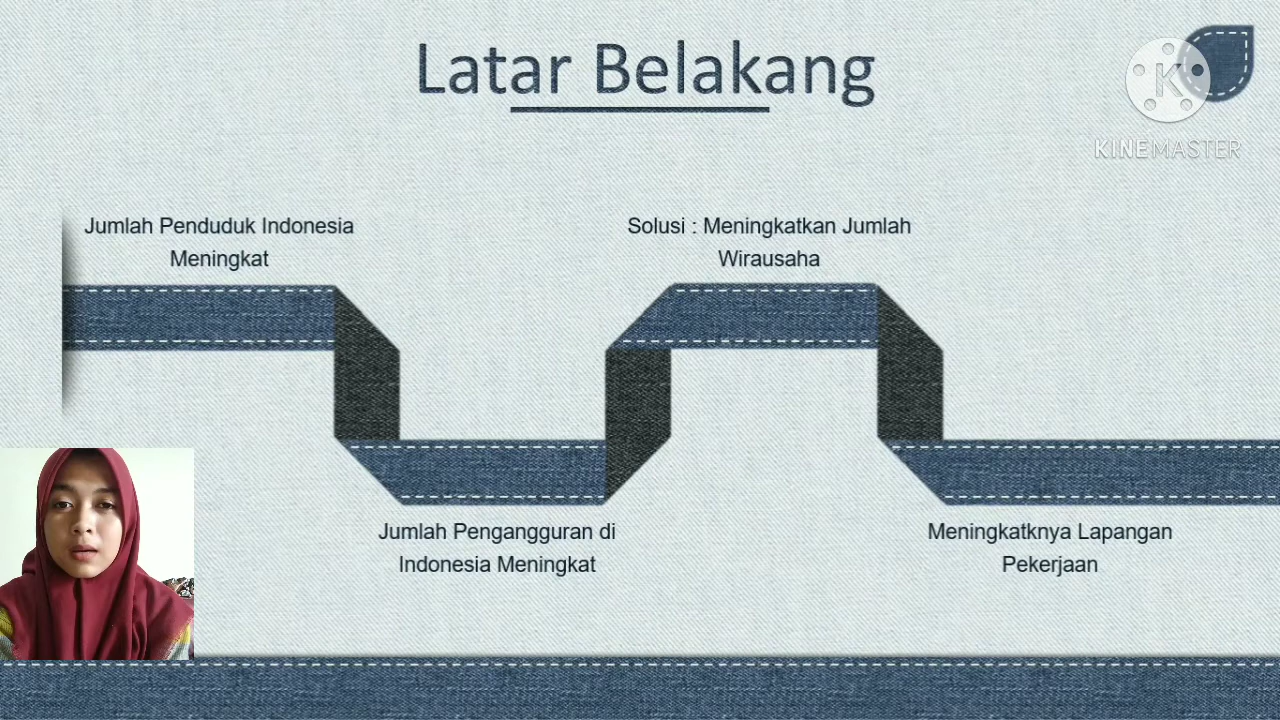 Latar Belakang
K
KINEMASTER
Jumlah Penduduk Indonesia
Meningkat
Solusi : Meningkatkan Jumlah
Wirausaha
Jumlah Pengangguran di
Indonesia Meningkat
Meningkatknya Lapangan
Pekerjaan